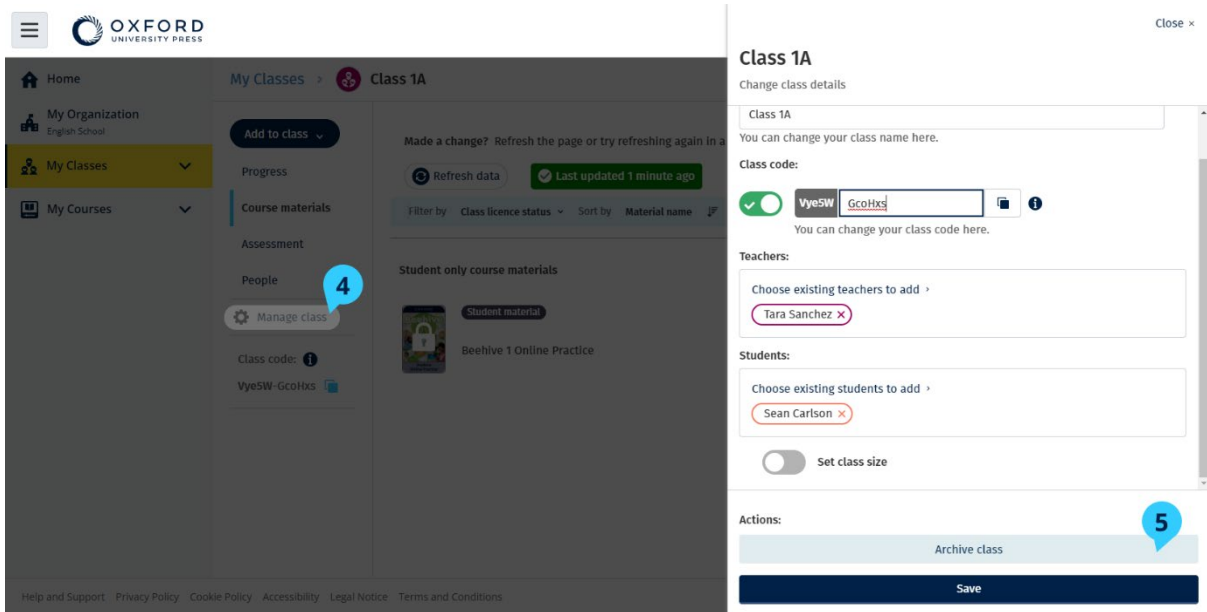 OXFORD
UNIVERSITY PRESS
Home
My Organization
English School
My Classes
My Courses
My Classes > Class 1A
Add to class
Progress
Course materials
Assessment
People
4
Manage class
Class code:
Vye5W-GcoHxs
Made a change? Refresh the page or try refreshing again in a
Refresh data
Last updated 1 minute ago
Filter by Class licence status Sort by Material name
Student only course materials
Student material
Beehive 1 Online Practice
Help and Support Privacy Policy Cookie Policy Accessibility Legal Notice Terms and Conditions
Close ×
Class 1A
Change class details
Class 1A
You can change your class name here.
Class code:
Vye5W GcoHxs
You can change your class code here.
Teachers:
Choose existing teachers to add ›
Tara Sanchez ×
Students:
Choose existing students to add ›
Sean Carlson ×
Set class size
Actions:
5
Archive class
Save